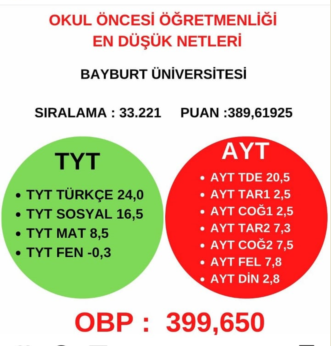 OKUL ÖNCESİ ÖĞRETMENLİĞİ
EN DÜŞÜK NETLERİ
BAYBURT ÜNİVERSİTESİ
SIRALAMA : 33.221 PUAN :389,61925
TYT
• TYT TÜRKÇE 24,0
• TYT SOSYAL 16,5
• TYT MAT 8,5
• TYT FEN -0,3
AYT
• AYT TDE 20,5
• AYT TAR1 2,5
• AYT COĞ1 2,5
• AYT TAR2 7,3
• AYT COĞ2 7,5
• AYT FEL 7,8
• AYT DİN 2,8
OBP : 399,650